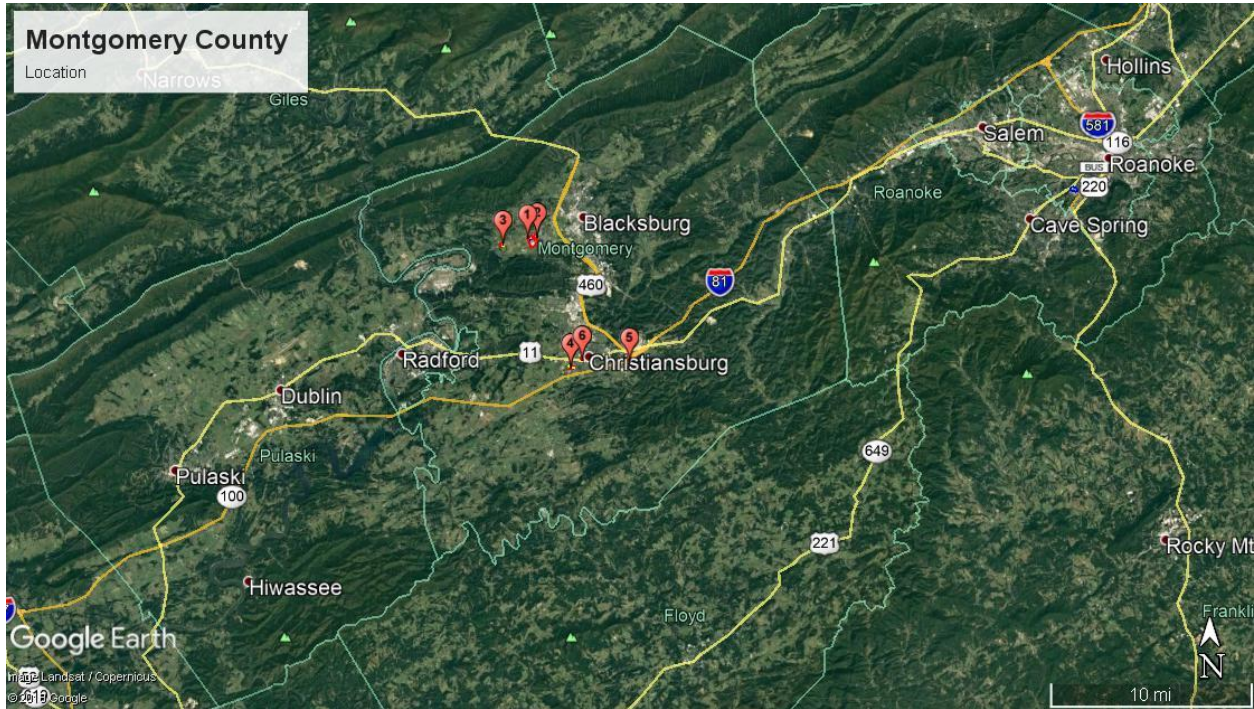 Montgomery County
Location
Narrows
Giles
Hollins
581
Salem
116
BUS
Roanoke
220
Roanoke
Cave Spring
3
1
2
Blacksburg
Montgomery
460
81
4
6
5
11
Christiansburg
Radford
Dublin
Pulaski
Pulaski
100
649
221
Rocky Mt
Hiwassee
Floyd
Frankli
Google Earth
N
Image Landsat / Copernicus
Google
10 mi